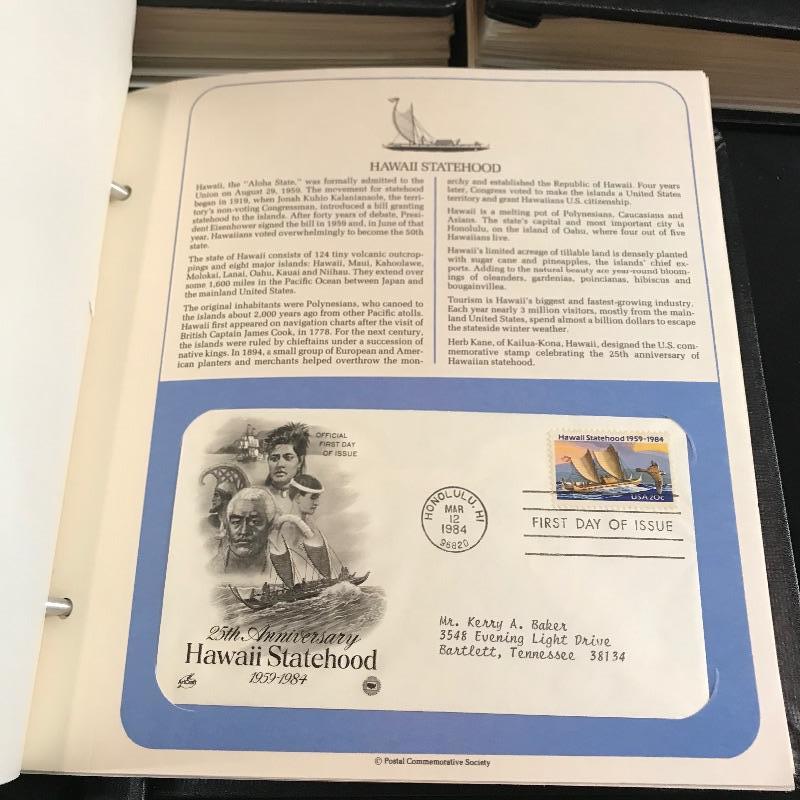 HAWAII STATEHOOD
Hawaii, the "Aloha State," was formally admitted to the
Union on August 29, 1959. The movement for statehood
began in 1919, when Jonah Kuhio Kalanianaole, the terri-
tory's non-voting Congressman, introduced a bill granting
statehood to the islands. After forty years of debate, Presi-
dent Eisenhower signed the bill in 1959 and, in June of that
year, Hawaiians voted overwhelmingly to become the 50th
state.
The state of Hawaii consists of 124 tiny volcanic outcrop-
pings and eight major islands: Hawaii, Maui, Kahoolawe,
Molokai, Lanai, Oahu, Kauai and Niihau. They extend over
some 1,600 miles in the Pacific Ocean between Japan and
the mainland United States.
The original inhabitants were Polynesians, who canoed to
the islands about 2,000 years ago from other Pacific atolls.
Hawaii first appeared on navigation charts after the visit of
British Captain James Cook, in 1778. For the next century,
the islands were ruled by chieftains under a succession of
native kings. In 1894, a small group of European and Amer-
ican planters and merchants helped overthrow the mon-
archy and established the Republic of Hawaii. Four years
later, Congress voted to make the islands a United States
territory and grant Hawaiians U.S. citizenship.
Hawaii is a melting pot of Polynesians, Caucasians and
Asians. The state's capital and most important city is
Honolulu, on the island of Oahu, where four out of five
Hawaiians live.
Hawaii's limited acreage of tillable land is densely planted
with sugar cane and pineapples, the islands' chief ex-
ports. Adding to the natural beauty are year-round bloom-
ings of oleanders, gardenias, poincianas, hibiscus and
bougainvillea.
Tourism is Hawaii's biggest and fastest-growing industry.
Each year nearly 3 million visitors, mostly from the main-
land United States, spend almost a billion dollars to escape
the stateside winter weather.
Herb Kane, of Kailua-Kona, Hawaii, designed the U.S. com-
memorative stamp celebrating the 25th anniversary of
Hawaiian statehood.
OFFICIAL
FIRST DAY
OF ISSUE
Hawaii Statehood 1959-1984
USA 20c
HONOLULU, HI
MAR
12
1984
96820
FIRST DAY OF ISSUE
Mr. Kerry A. Baker
3548 Evening Light Drive
Bartlett, Tennessee 38134
25th Anniversary
Hawaii Statehood
1959-1984
© Postal Commemorative Society